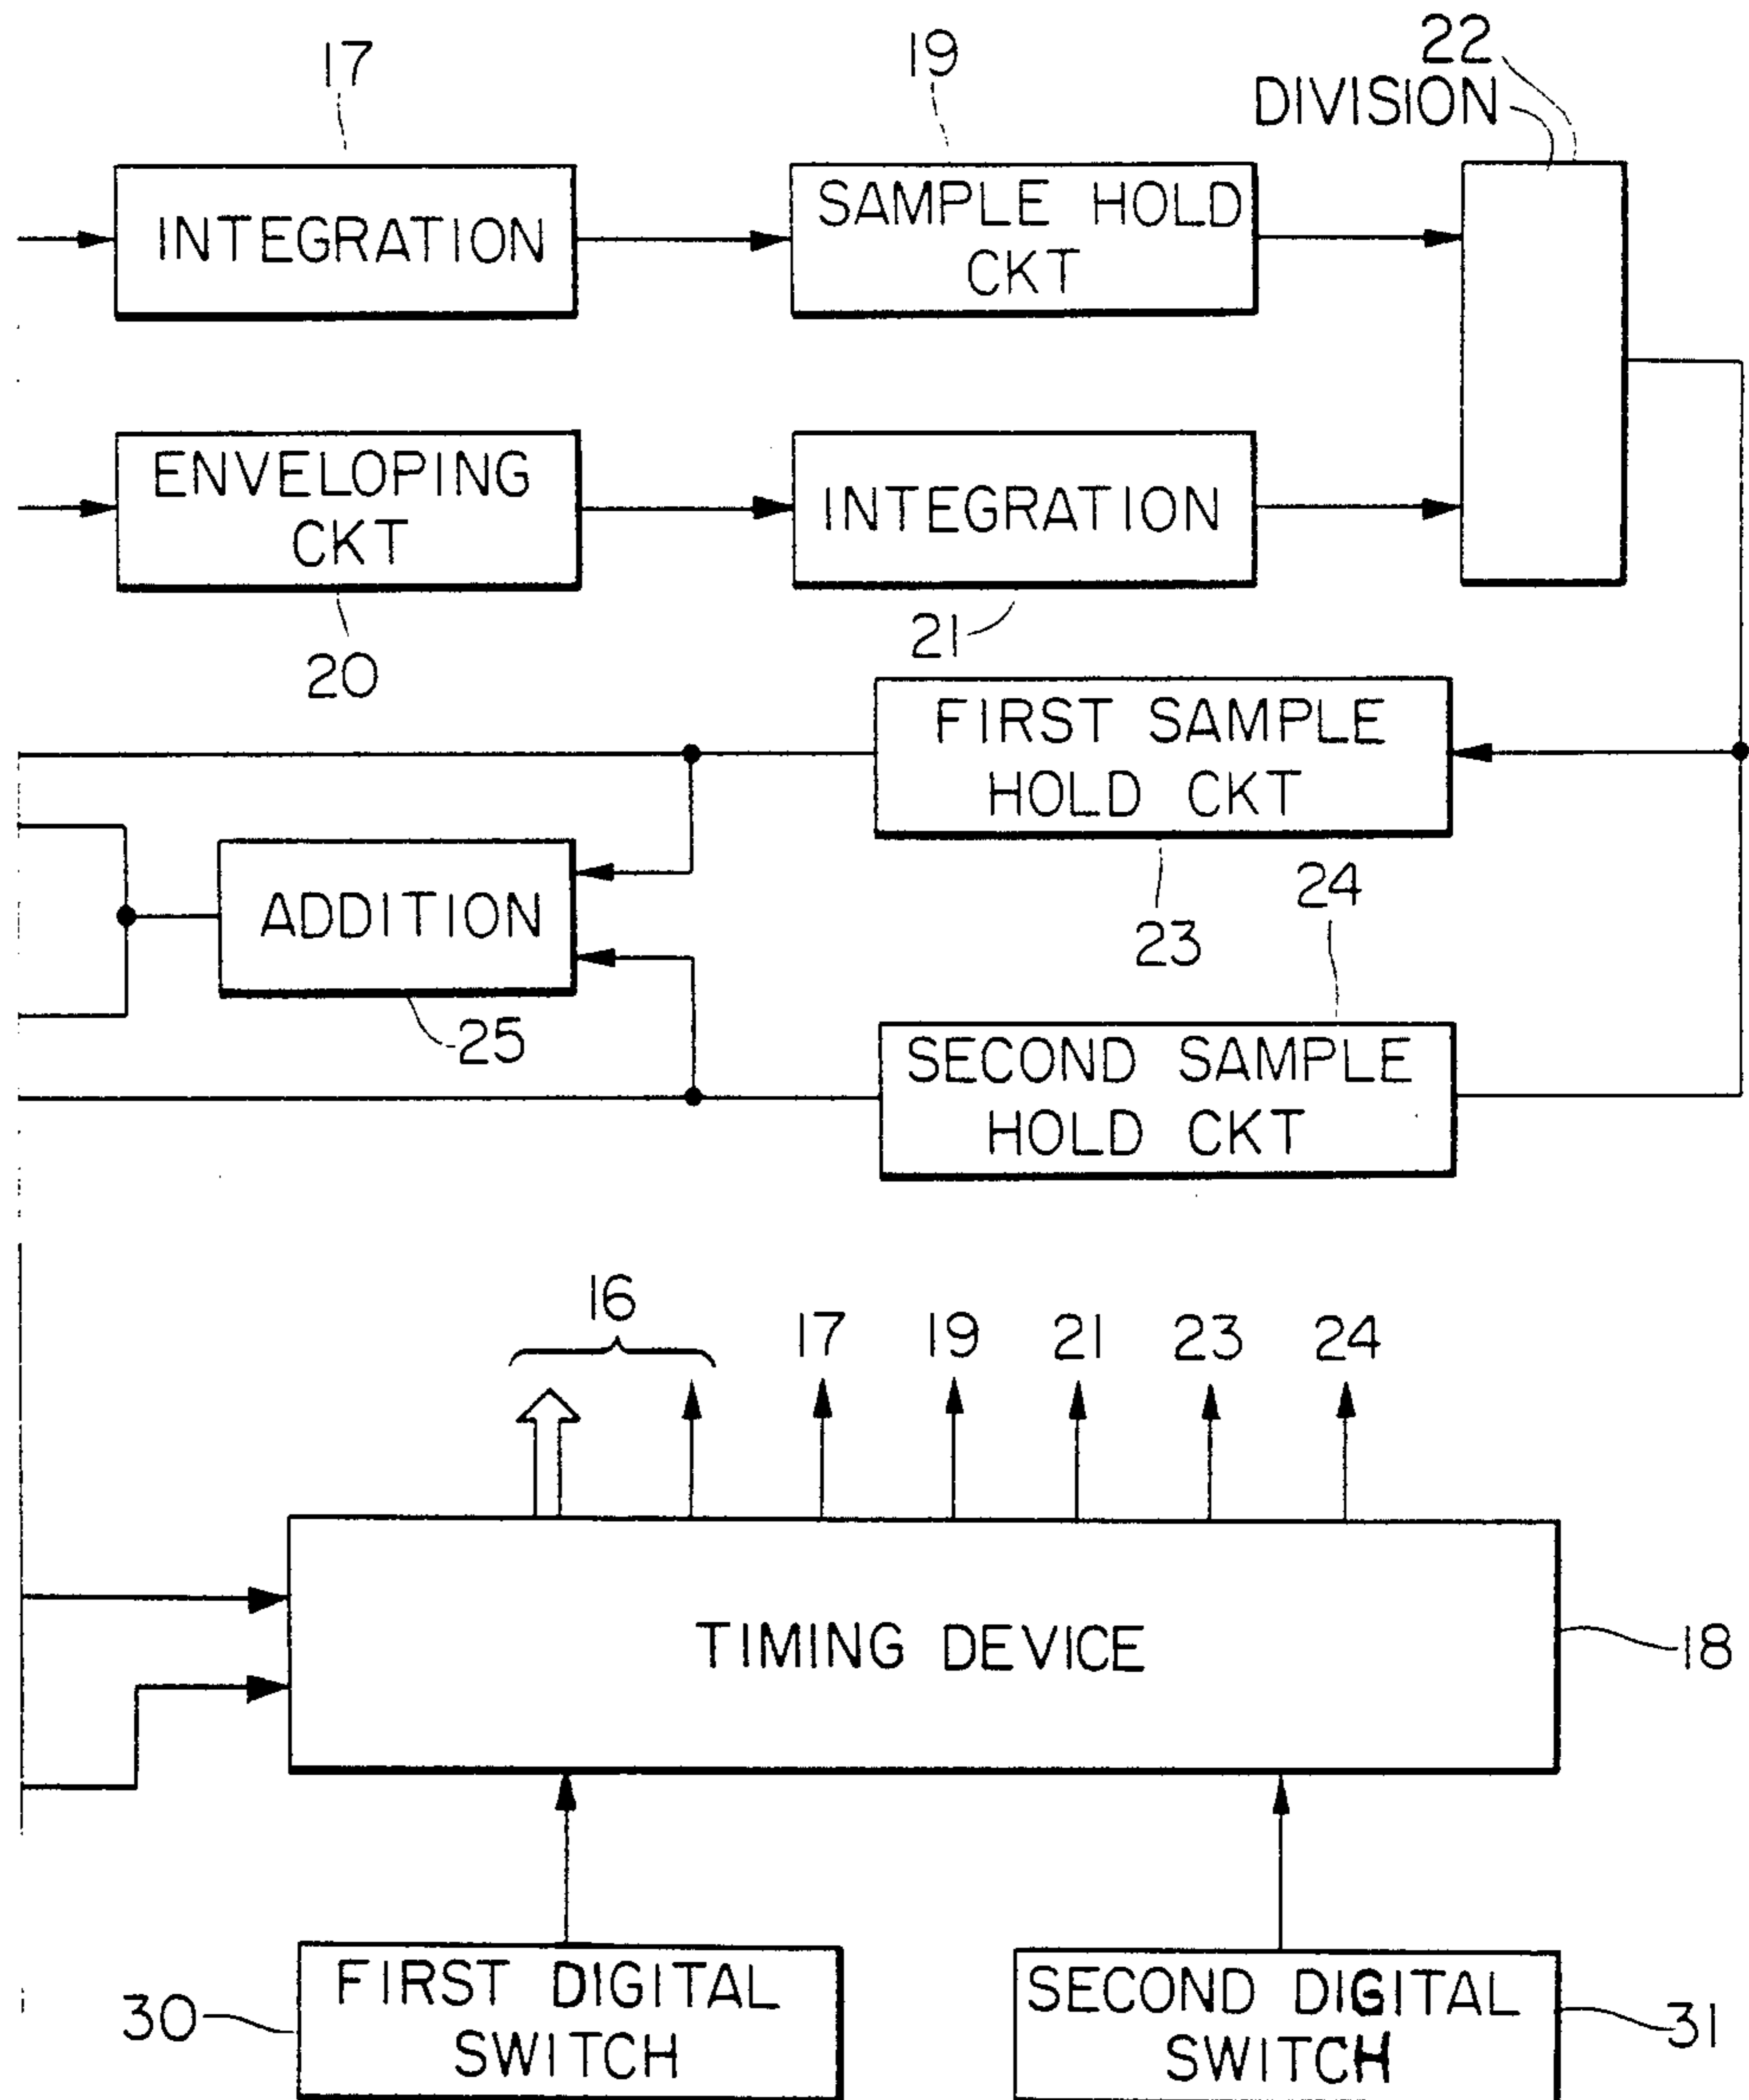 17
19
22
DIVISION
INTEGRATION
SAMPLE HOLD
CKT
ENVELOPING
CKT
INTEGRATION
20
21
FIRST SAMPLE
HOLD CKT
23
24
ADDITION
25
SECOND SAMPLE
HOLD CKT
16
17
19
21
23
24
TIMING DEVICE
18
FIRST DIGITAL
SWITCH
30
SECOND DIGITAL
SWITCH
31